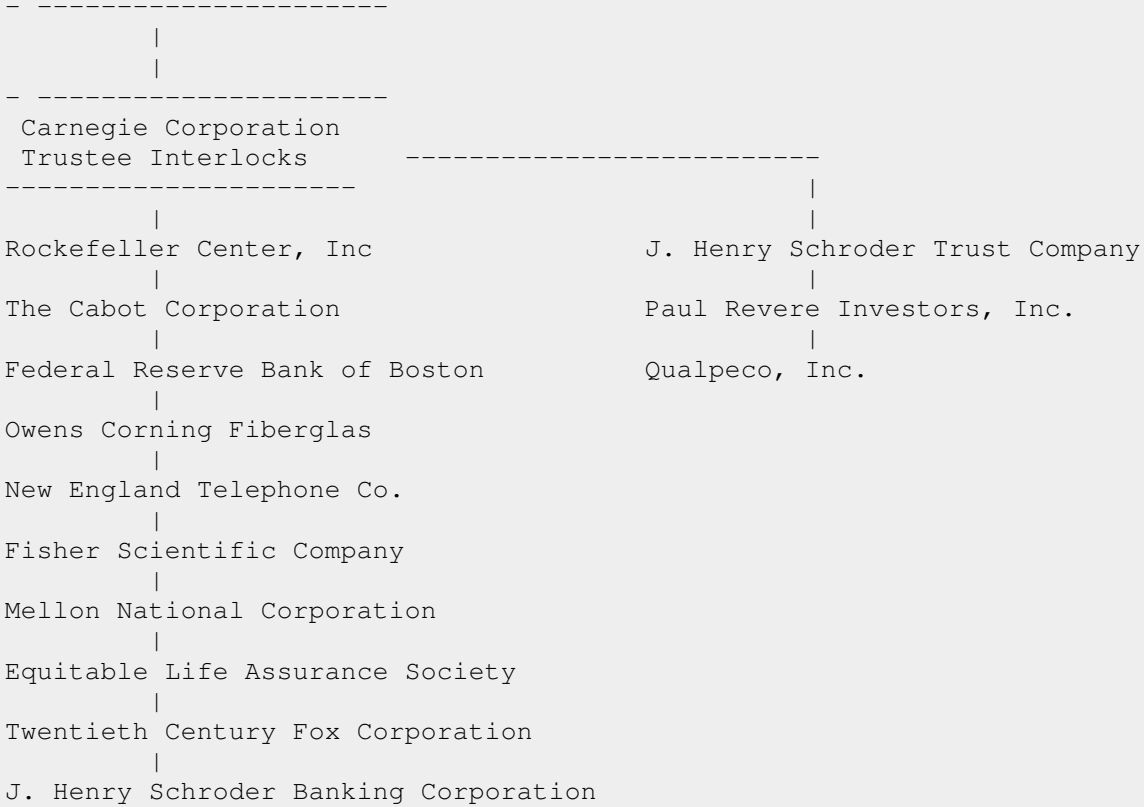 Carnegie Corporation
Trustee Interlocks
Rockefeller Center, Inc J. Henry Schroder Trust Company
The Cabot Corporation Paul Revere Investors, Inc.
Federal Reserve Bank of Boston Qualpeco, Inc.
Owens Corning Fiberglas
New England Telephone Co.
Fisher Scientific Company
Mellon National Corporation
Equitable Life Assurance Society
Twentieth Century Fox Corporation
J. Henry Schroder Banking Corporation